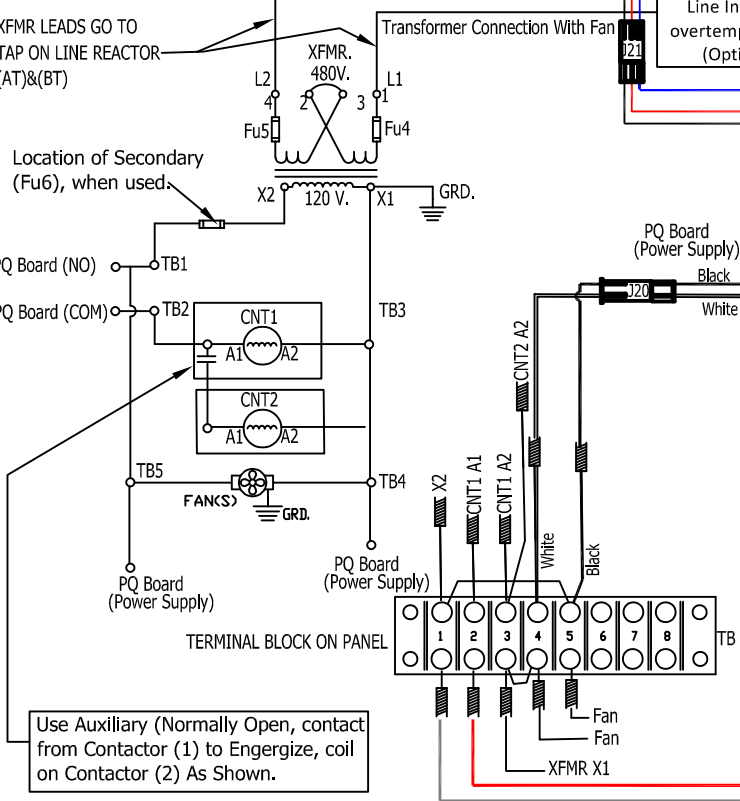 XFMR LEADS GO TO
TAP ON LINE REACTOR
(AT)&(BT)
Transformer Connection With Fan
J21
Line In
overtemp
(Opti
XFMR.
480V.
L2
L1
4
2
3
1
Fu5
Fu4
Location of Secondary
(Fu6), when used.
X2
120 V.
X1
GRD.
PQ Board (NO)
TB1
PQ Board (COM)
TB2
TB3
CNT1
A1
A2
CNT2
A1
A2
TB5
TB4
FAN(S)
GRD.
PQ Board
(Power Supply)
PQ Board
(Power Supply)
PQ Board
(Power Supply)
Black
J20
White
CNT2 A2
X2
CNT1 A1
CNT1 A2
White
Black
TERMINAL BLOCK ON PANEL
1 2 3 4 5 6 7 8
TB
Fan
Fan
XFMR X1
Use Auxiliary (Normally Open, contact
from Contactor (1) to Engergize, coil
on Contactor (2) As Shown.